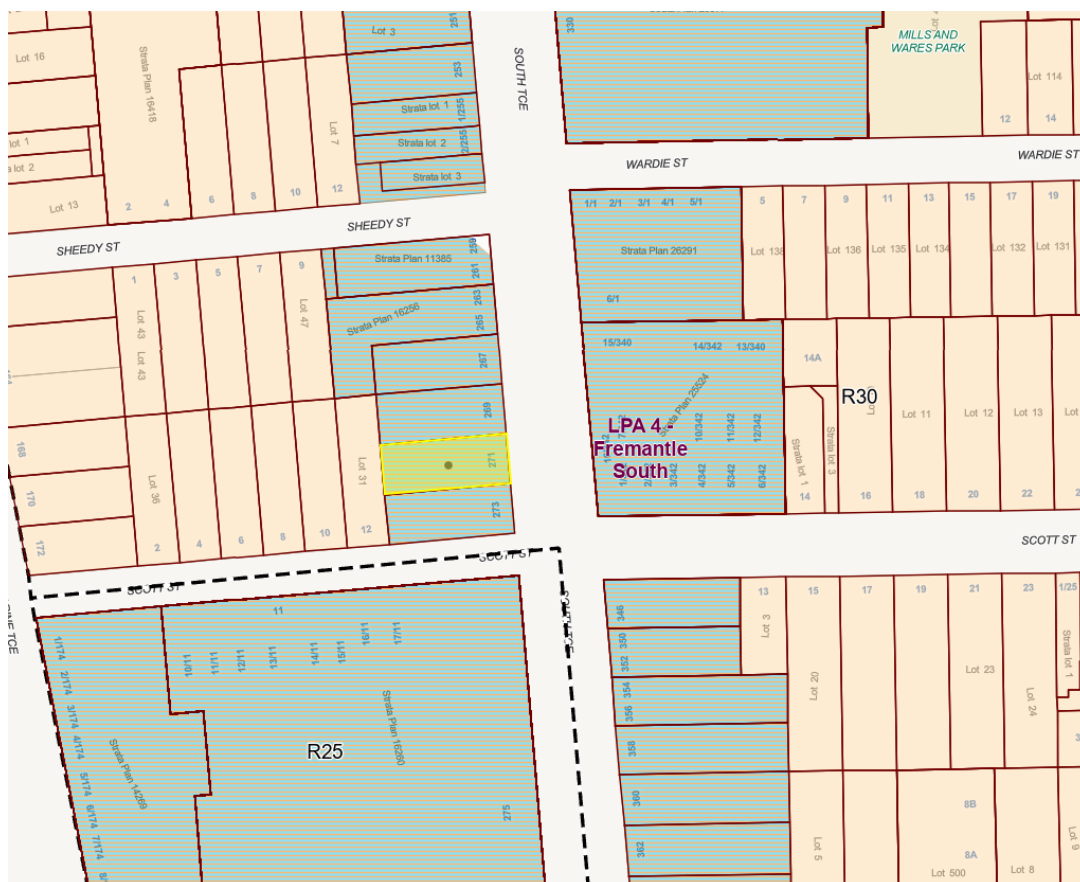 251
Lot 3
330
MILLS AND
WARES PARK
Lot 16
Strata Plan 16418
SOUTH TCE
253
Lot 114
Strata lot 1
1/255
Lot 7
12
14
lot 1
Strata lot 2
2/255
WARDIE ST
WARDIE ST
lot 2
Strata lot 3
Lot 13
2
4
6
8
10
12
1/1
2/1
3/1
4/1
5/1
5
7
9
11
13
15
17
19
SHEEDY ST
SHEEDY ST
259
Strata Plan 11385
261
Strata Plan 26291
Lot 138
Lot 136
Lot 135
Lot 134
Lot 132
Lot 131
1
3
5
7
9
263
Lot 43
Lot 47
Strata Plan 16256
265
6/1
15/340
14/342
13/340
267
14A
Lot 43
Strata Plan 25524
R30
269
Lot 11
Lot 12
Lot 13
LPA 4 -
Fremantle
South
10/342
11/342
12/342
168
Lot 36
Lot 31
271
Strata lot 1
Strata lot 3
2/342
3/342
4/342
5/342
6/342
170
273
14
16
18
20
22
172
2
4
6
8
10
12
SCOTT ST
SCOTT ST
SCOTT ST
11
13
15
17
19
21
23
1/25
346
Lot 3
SOUTH TCE
1/174
10/11
11/11
12/11
13/11
14/11
15/11
16/11
17/11
350
352
Strata lot 1
2/174
354
Lot 20
Lot 23
Lot 24
3/174
Strata Plan 16260
356
4/174
Strata Plan 14269
R25
358
5/174
6/174
275
360
8B
7/174
362
Lot 5
8A
Lot 9
Lot 500
Lot 8